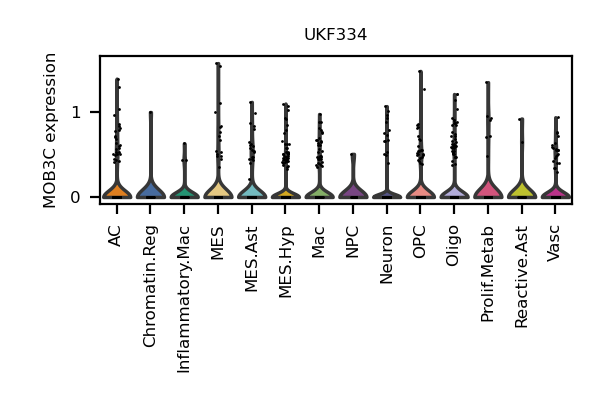 UKF334
MOB3C expression
1
0
AC
Chromatin.Reg
Inflammatory.Mac
MES
MES.Ast
MES.Hyp
Mac
NPC
Neuron
OPC
Oligo
Prolif.Metab
Reactive.Ast
Vasc